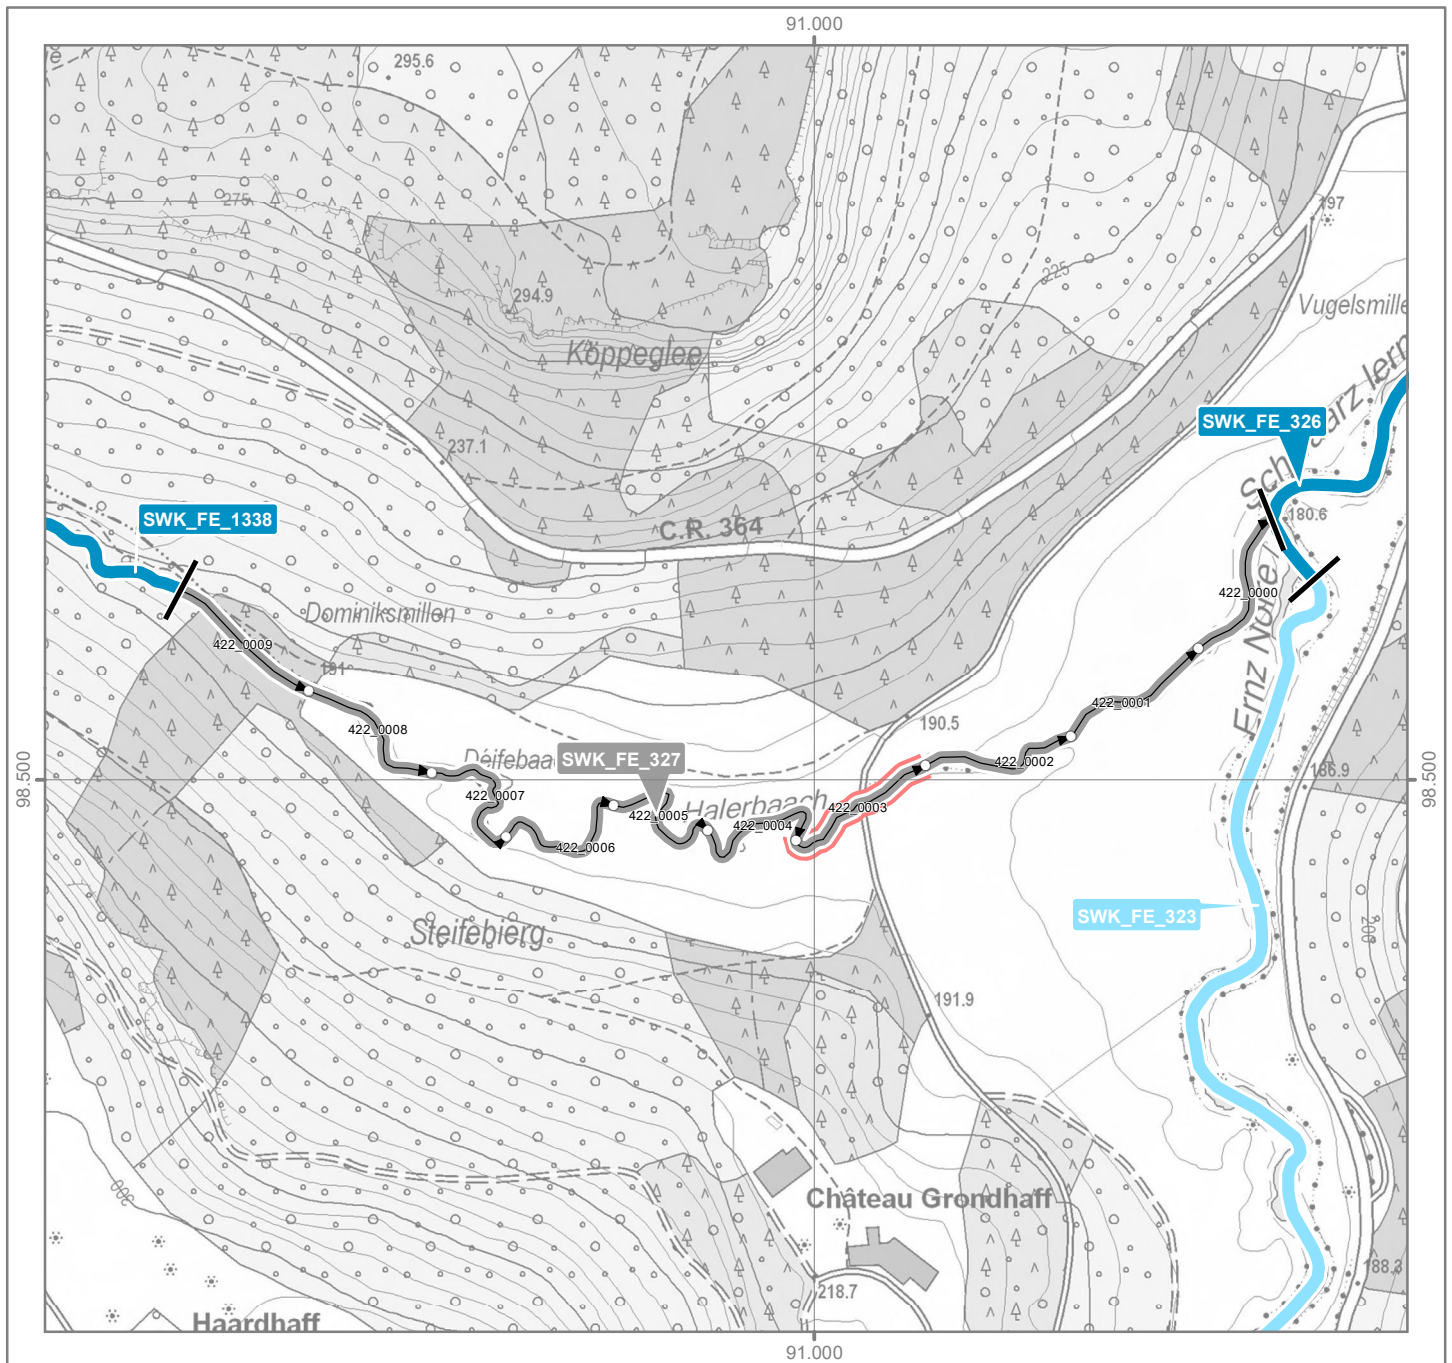 91.000
295.6
275
197
225
294.9
Vugelsmille
Köppeglee
Schwarz Iern
SWK_FE_326
237.1
180.6
SWK_FE_1338
C.R. 364
422_0000
Dominiksmillen
422_0009
Ernz Noire
191
422_0001
422_0008
190.5
SWK_FE_327
Déifebaa
422_0002
98.500
98.500
186.9
422_0007
Halerbaach
422_0003
422_0005
422_0004
422_0006
SWK_FE_323
Steifebierg
208
191.9
300
Château Grondhaff
188.3
218.7
Haardhaff
91.000